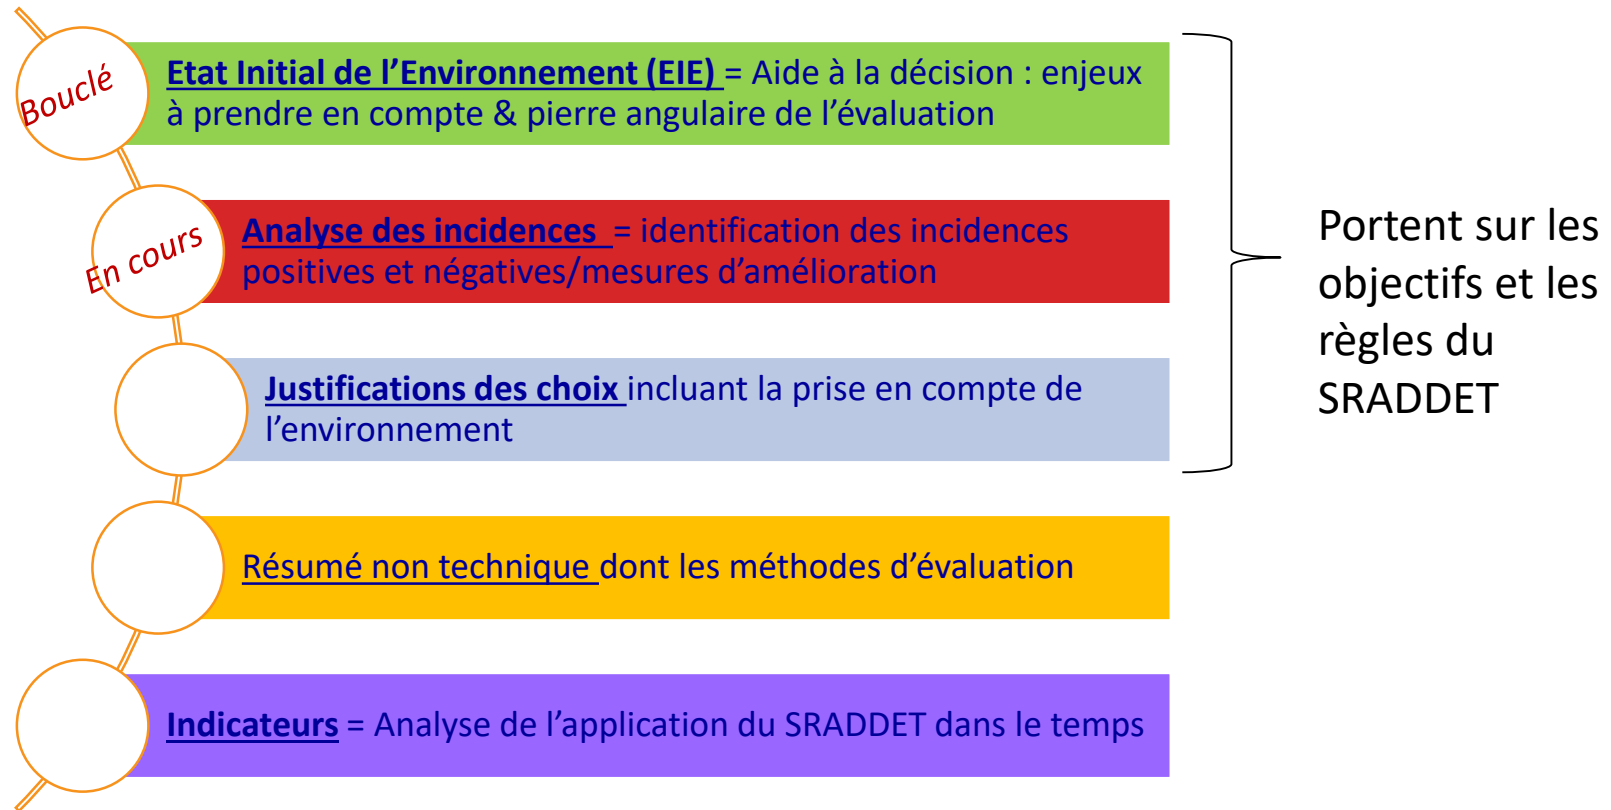 Bouclé
Etat Initial de l’Environnement (EIE) = Aide à la décision : enjeux
à prendre en compte & pierre angulaire de l’évaluation
En cours
Analyse des incidences = identification des incidences
positives et négatives/mesures d’amélioration
Justifications des choix incluant la prise en compte de
l’environnement
Résumé non technique dont les méthodes d’évaluation
Indicateurs = Analyse de l’application du SRADDET dans le temps
Portent sur les
objectifs et les
règles du
SRADDET